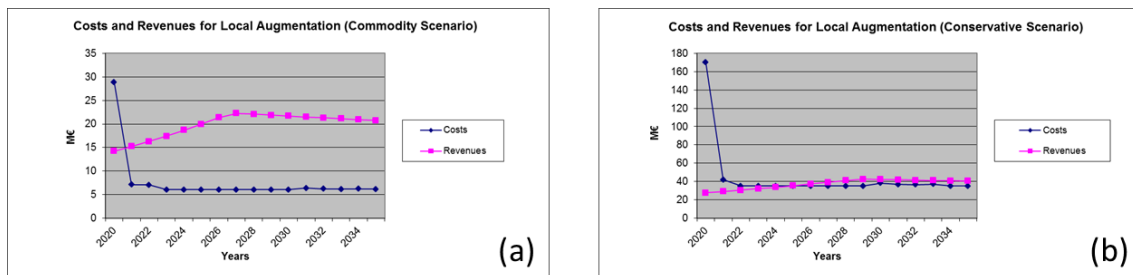 Costs and Revenues for Local Augmentation (Commodity Scenario)
35
30
25
20
15
10
5
0
M€
2020
2022
2024
2026
2028
2030
2032
2034
Years
Costs
Revenues
(a)
Costs and Revenues for Local Augmentation (Conservative Scenario)
180
160
140
120
100
80
60
40
20
0
M€
2020
2022
2024
2026
2028
2030
2032
2034
Years
Costs
Revenues
(b)